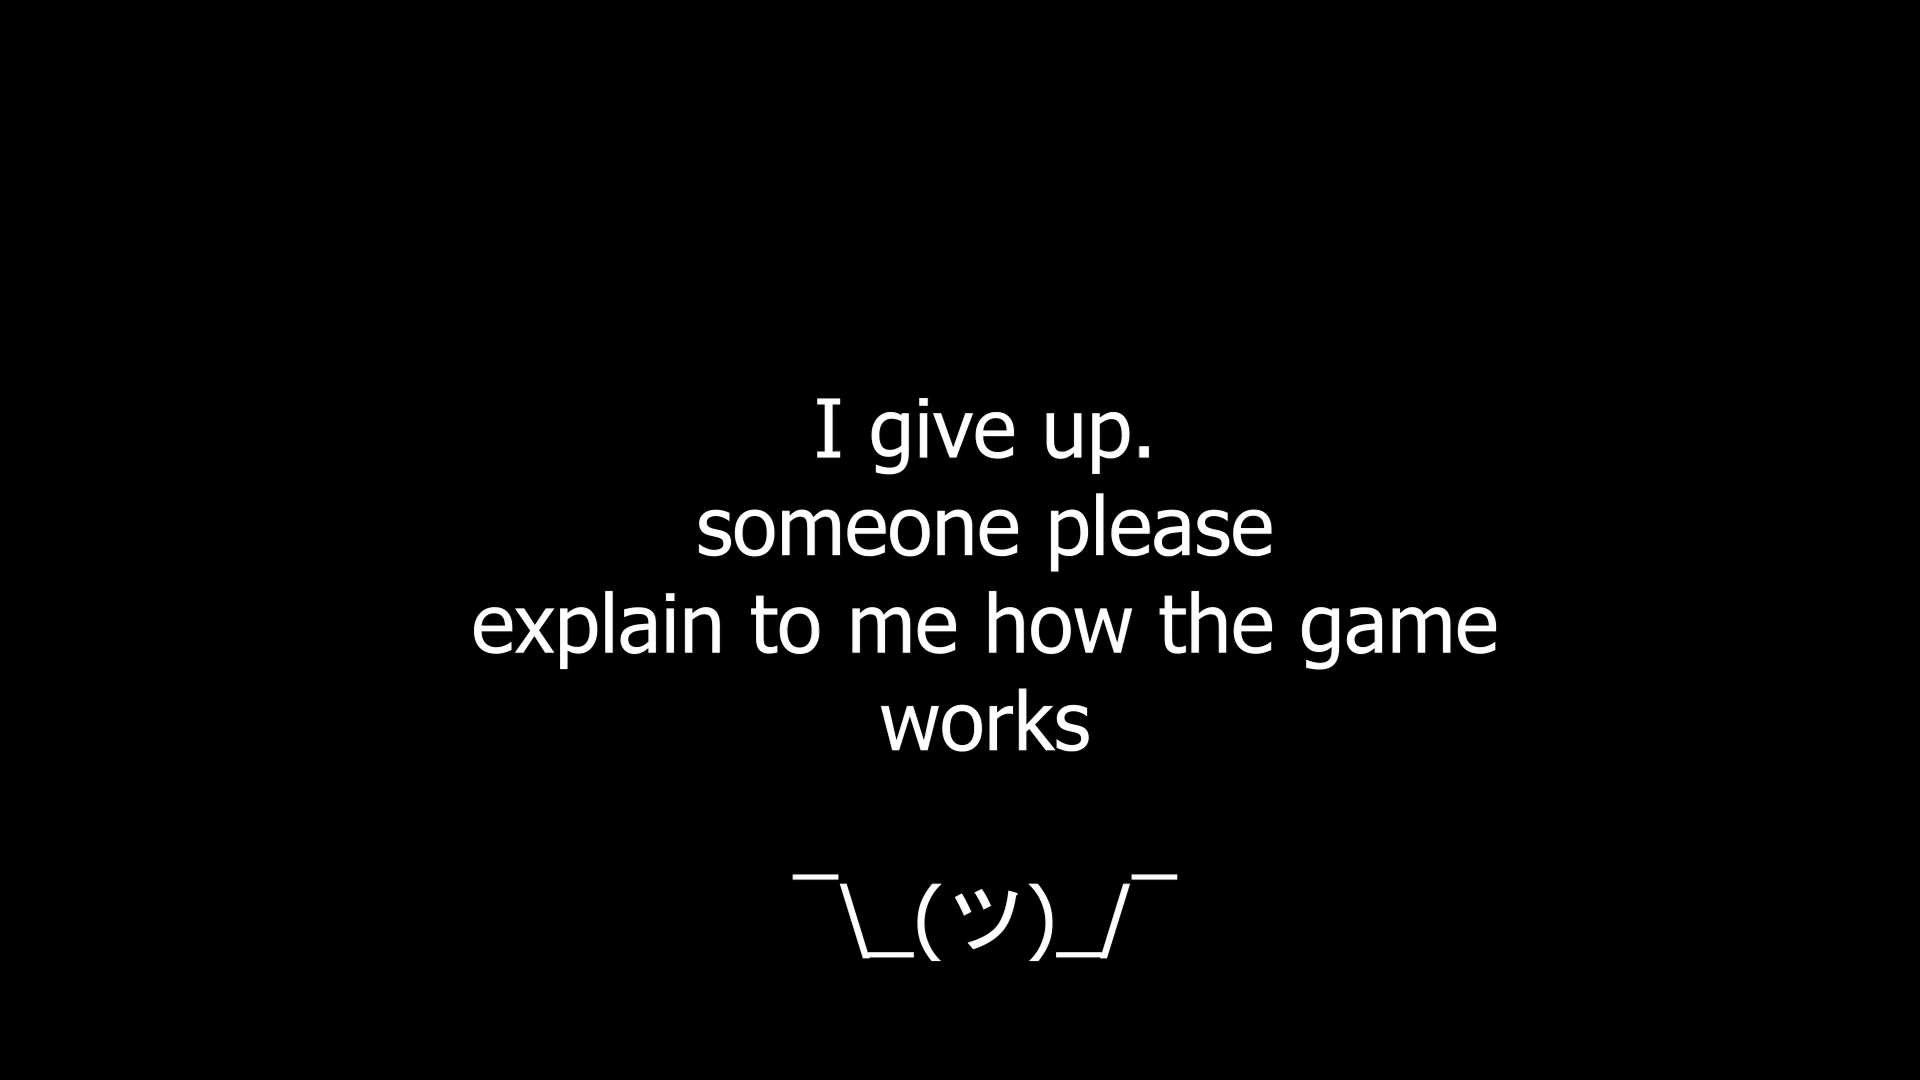 I give up.
someone please
explain to me how the game
works
¯\_(ツ)_/¯